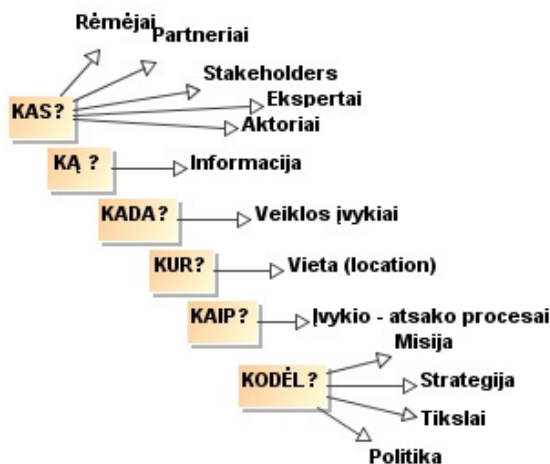 Rėmėjai
Partneriai
Stakeholders
Ekspertai
KAS?
Aktoriai
KĄ ?
Informacija
KADA?
Veiklos įvykiai
KUR?
Vieta (location)
KAIP?
Įvykio - atsako procesai
Misija
KODĖL?
Strategija
Tikslai
Politika